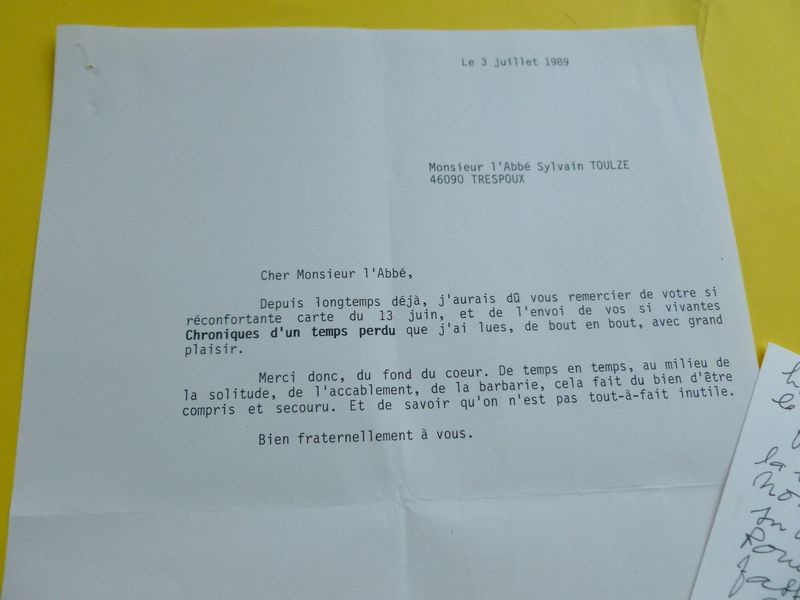 Le 3 juillet 1989
Monsieur l'Abbé Sylvain TOULZE
46090 TRESPOUX
Cher Monsieur l'Abbé,
Depuis longtemps déjà, j'aurais dû vous remercier de votre si
réconfortante carte du 13 juin, et de l'envoi de vos si vivantes
Chroniques d'un temps perdu que j'ai lues, de bout en bout, avec grand
plaisir.
Merci donc, du fond du coeur. De temps en temps, au milieu de
la solitude, de l'accablement, de la barbarie, cela fait du bien d'être
compris et secouru. Et de savoir qu'on n'est pas tout-à-fait inutile.
Bien fraternellement à vous.
la